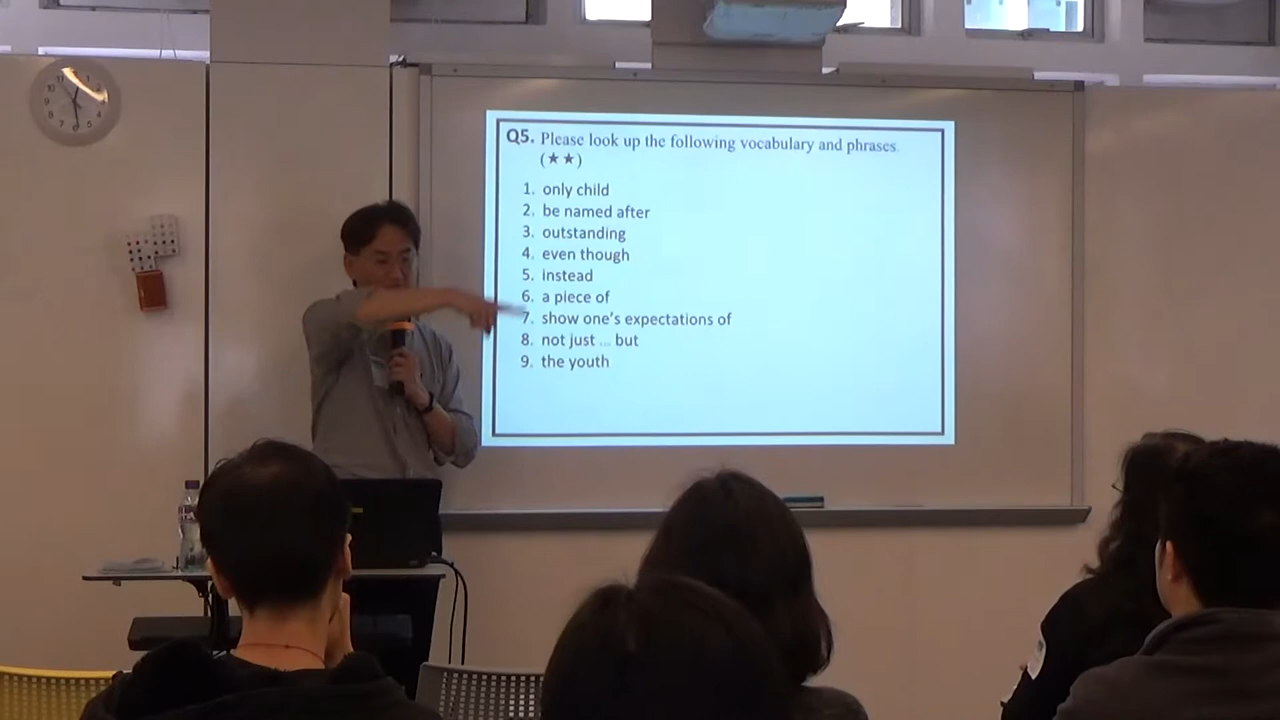 Q5. Please look up the following vocabulary and phrases.
(★★)
1. only child
2. be named after
3. outstanding
4. even though
5. instead
6. a piece of
7. show one's expectations of
8. not just ... but
9. the youth